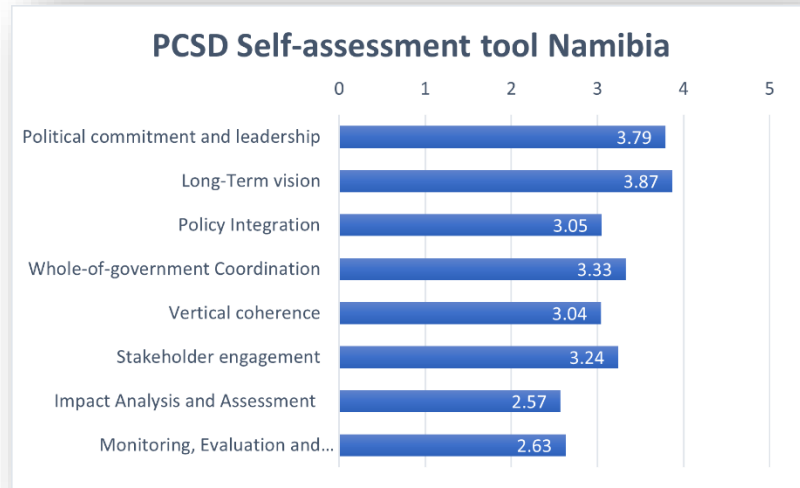 PCSD Self-assessment tool Namibia
0 1 2 3 4 5
Political commitment and leadership 3.79
Long-Term vision 3.87
Policy Integration 3.05
Whole-of-government Coordination 3.33
Vertical coherence 3.04
Stakeholder engagement 3.24
Impact Analysis and Assessment 2.57
Monitoring, Evaluation and... 2.63